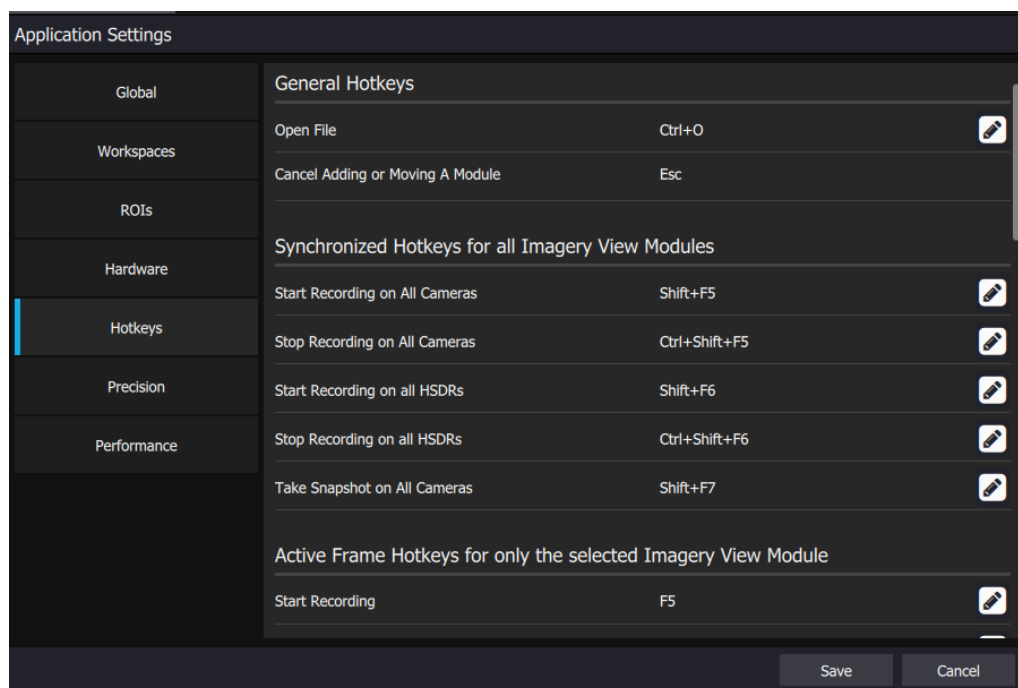 Application Settings
Global
Workspaces
ROIs
Hardware
Hotkeys
Precision
Performance
General Hotkeys
Open File Ctrl+O
Cancel Adding or Moving A Module Esc
Synchronized Hotkeys for all Imagery View Modules
Start Recording on All Cameras Shift+F5
Stop Recording on All Cameras Ctrl+Shift+F5
Start Recording on all HSDRs Shift+F6
Stop Recording on all HSDRs Ctrl+Shift+F6
Take Snapshot on All Cameras Shift+F7
Active Frame Hotkeys for only the selected Imagery View Module
Start Recording F5
Save Cancel